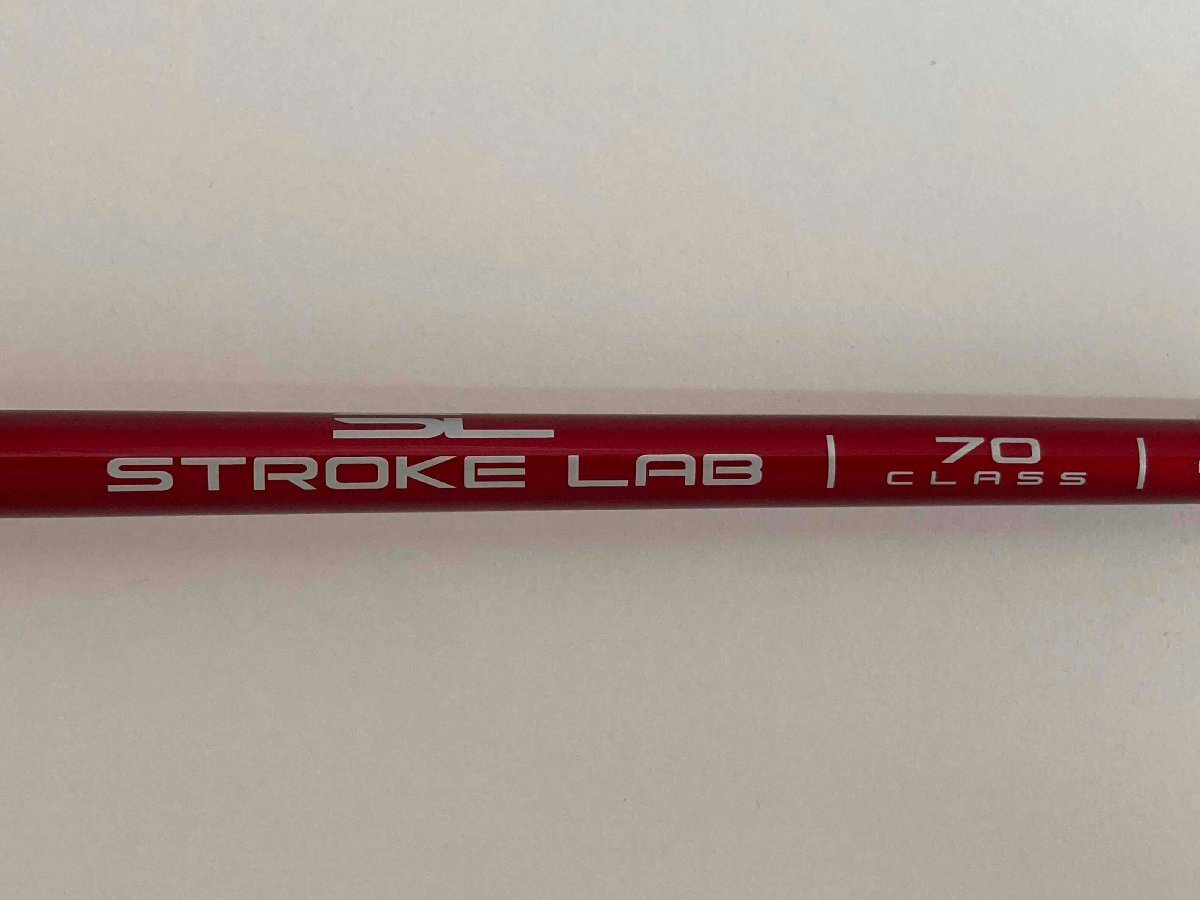 SL
STROKE LAB | 70
CLASS |